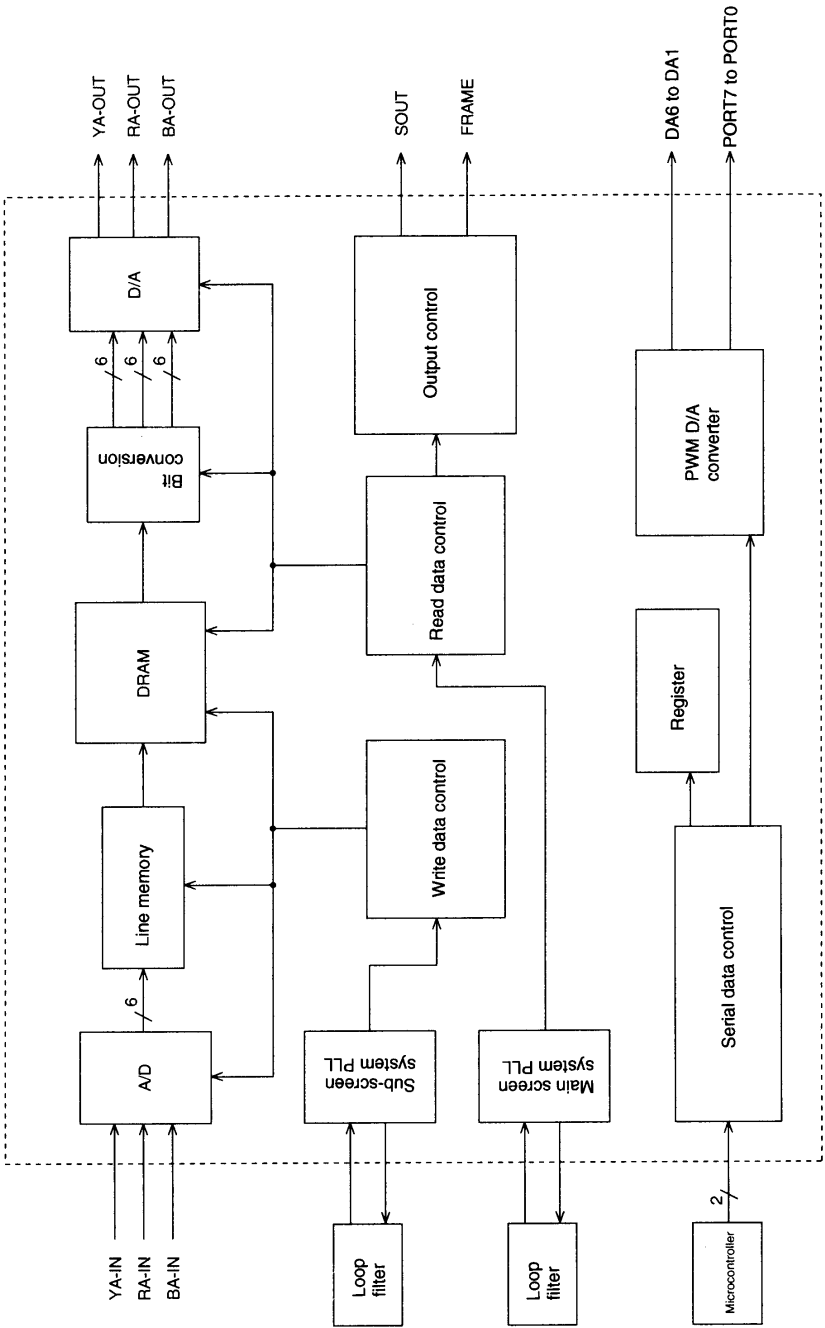 YA-IN
RA-IN
BA-IN
A/D
6
Line memory
DRAM
Bit
conversion
6
6
6
D/A
YA-OUT
RA-OUT
BA-OUT
Loop
filter
Sub-screen
system PLL
Write data control
Read data control
Output control
SOUT
FRAME
Loop
filter
Main screen
system PLL
Microcontroller
2
Serial data control
Register
PWM D/A
converter
DA6 to DA1
PORT7 to PORT0